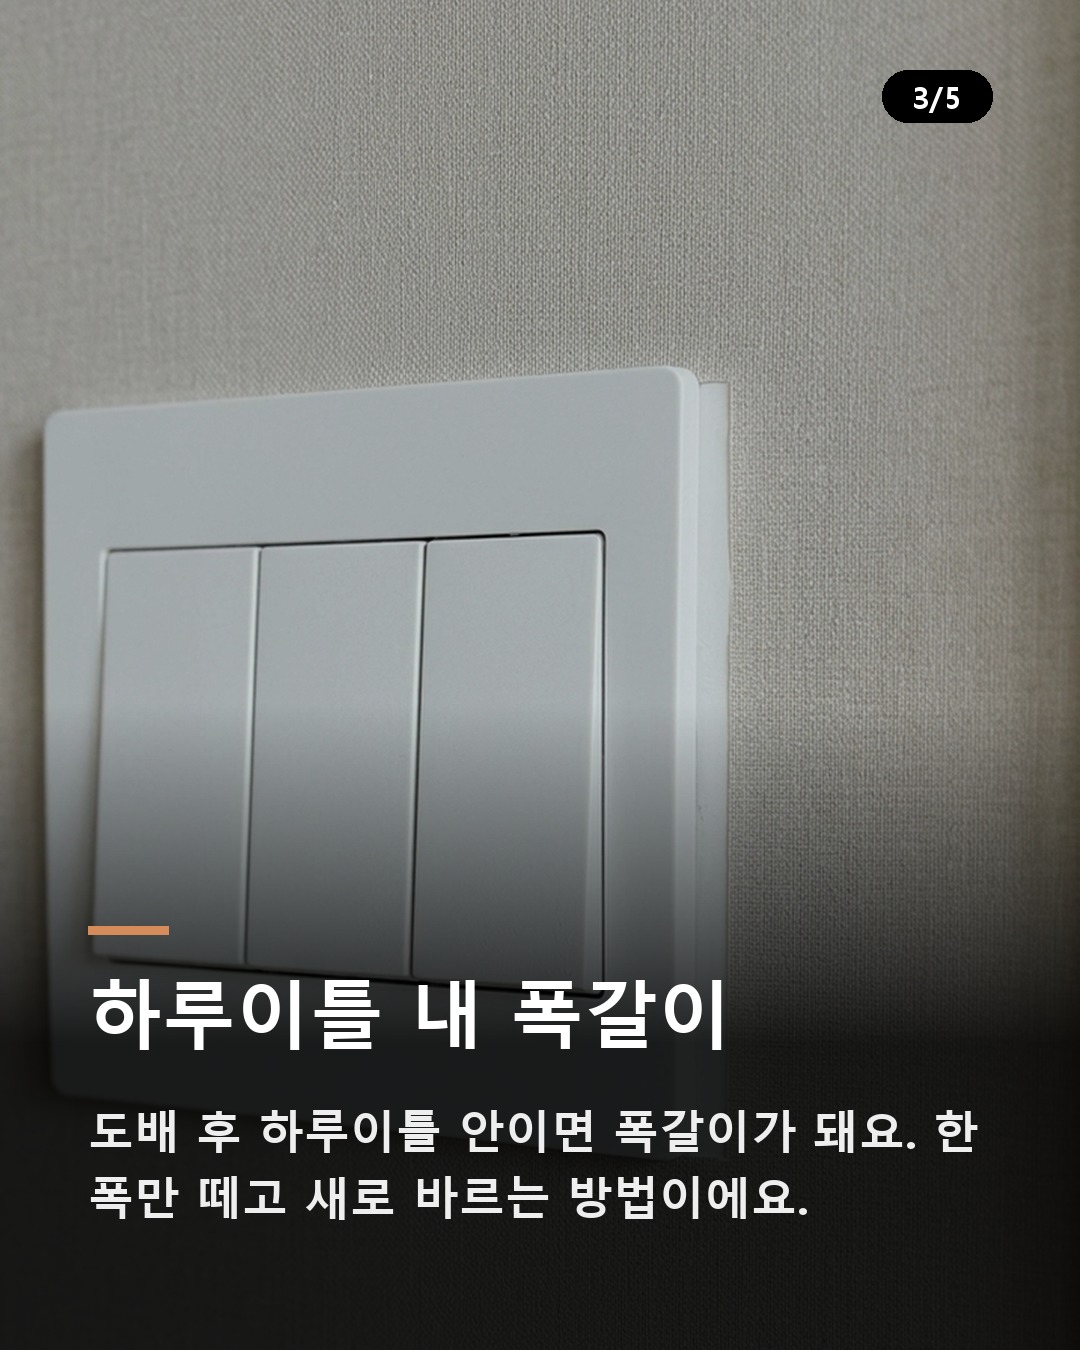 3/5
하루이틀 내 폭갈이
도배 후 하루이틀 안이면 폭갈이가 돼요. 한
폭만 떼고 새로 바르는 방법이에요.